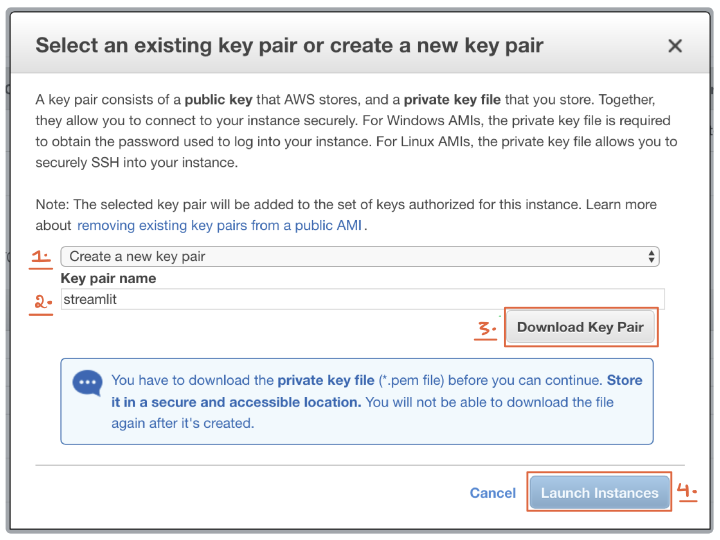 Select an existing key pair or create a new key pair
A key pair consists of a public key that AWS stores, and a private key file that you store. Together,
they allow you to connect to your instance securely. For Windows AMIs, the private key file is required
to obtain the password used to log into your instance. For Linux AMIs, the private key file allows you to
securely SSH into your instance.
Note: The selected key pair will be added to the set of keys authorized for this instance. Learn more
about removing existing key pairs from a public AMI.
1. Create a new key pair
Key pair name
2. streamlit
3. Download Key Pair
You have to download the private key file (*.pem file) before you can continue. Store
it in a secure and accessible location. You will not be able to download the file
again after it's created.
Cancel Launch Instances 4.